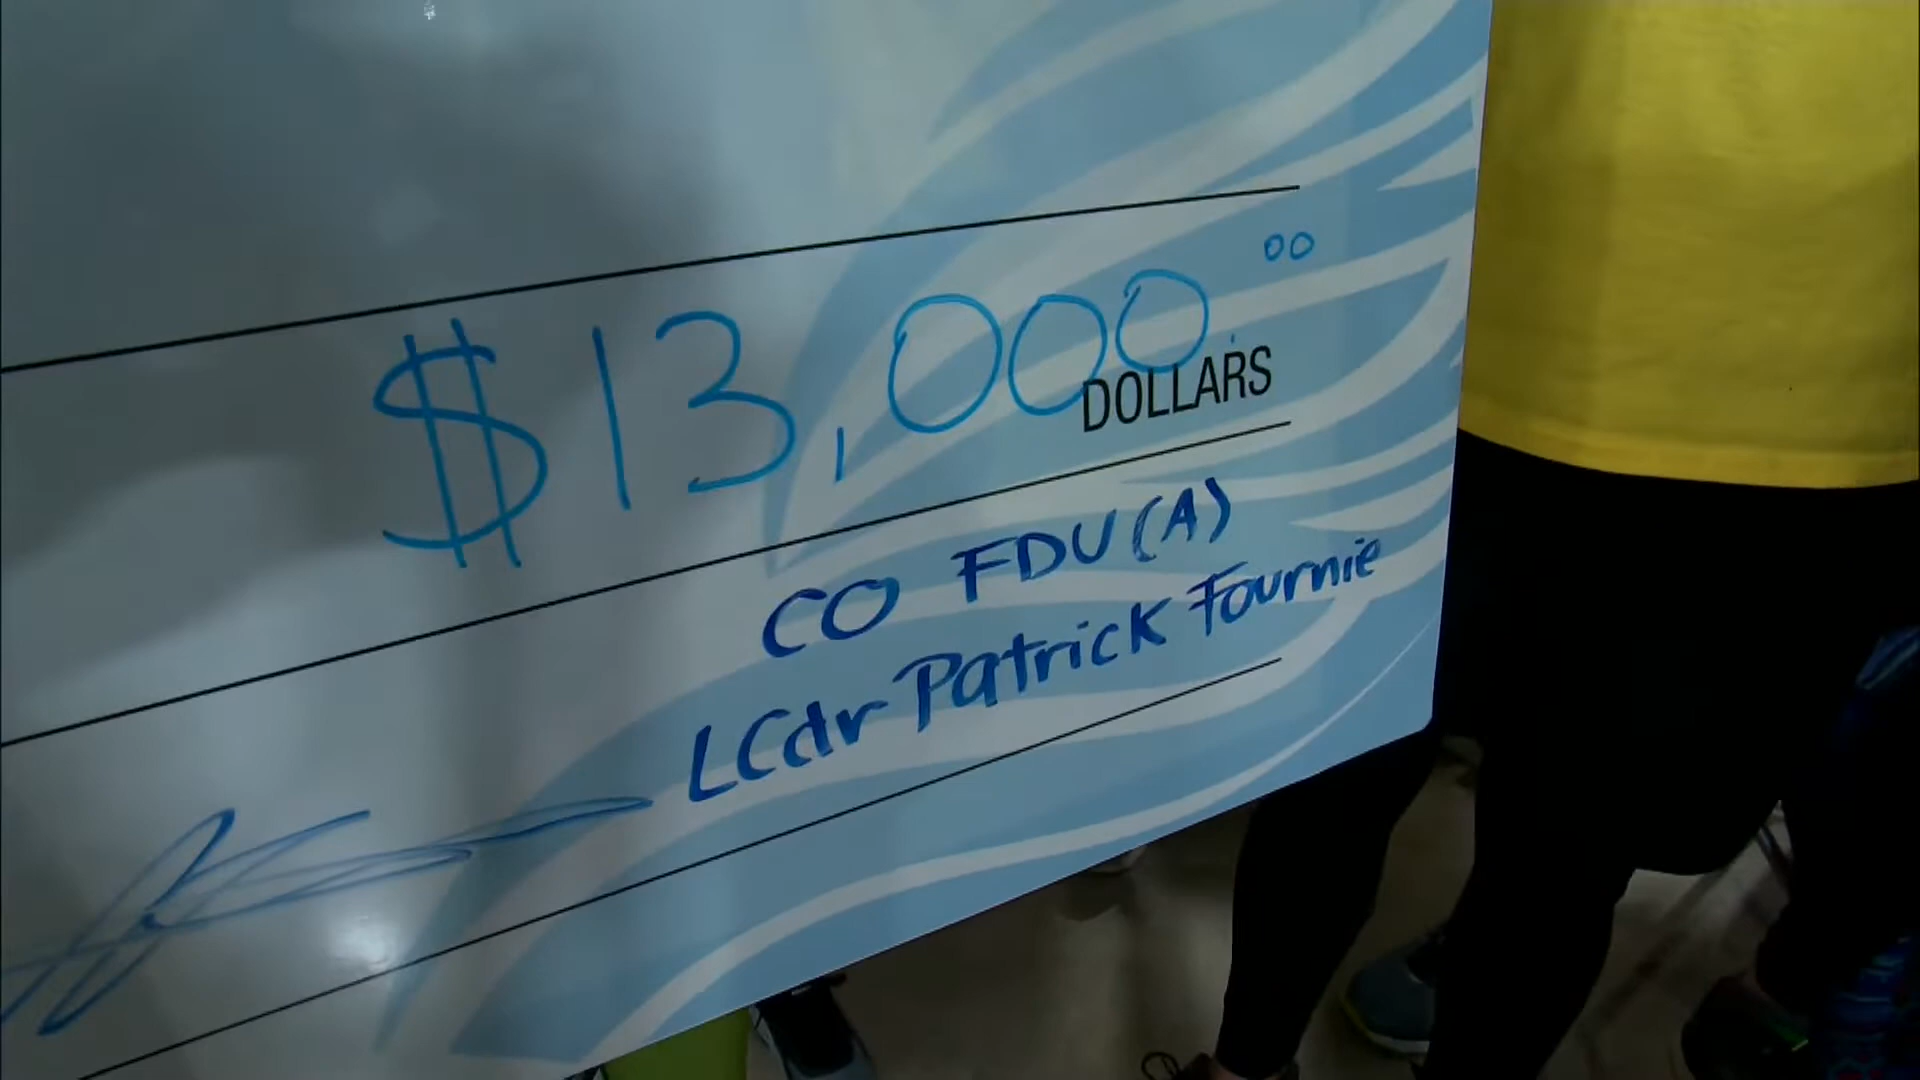 $13,000.00
DOLLARS
CO FDU(A)
LCdr Patrick Fournie